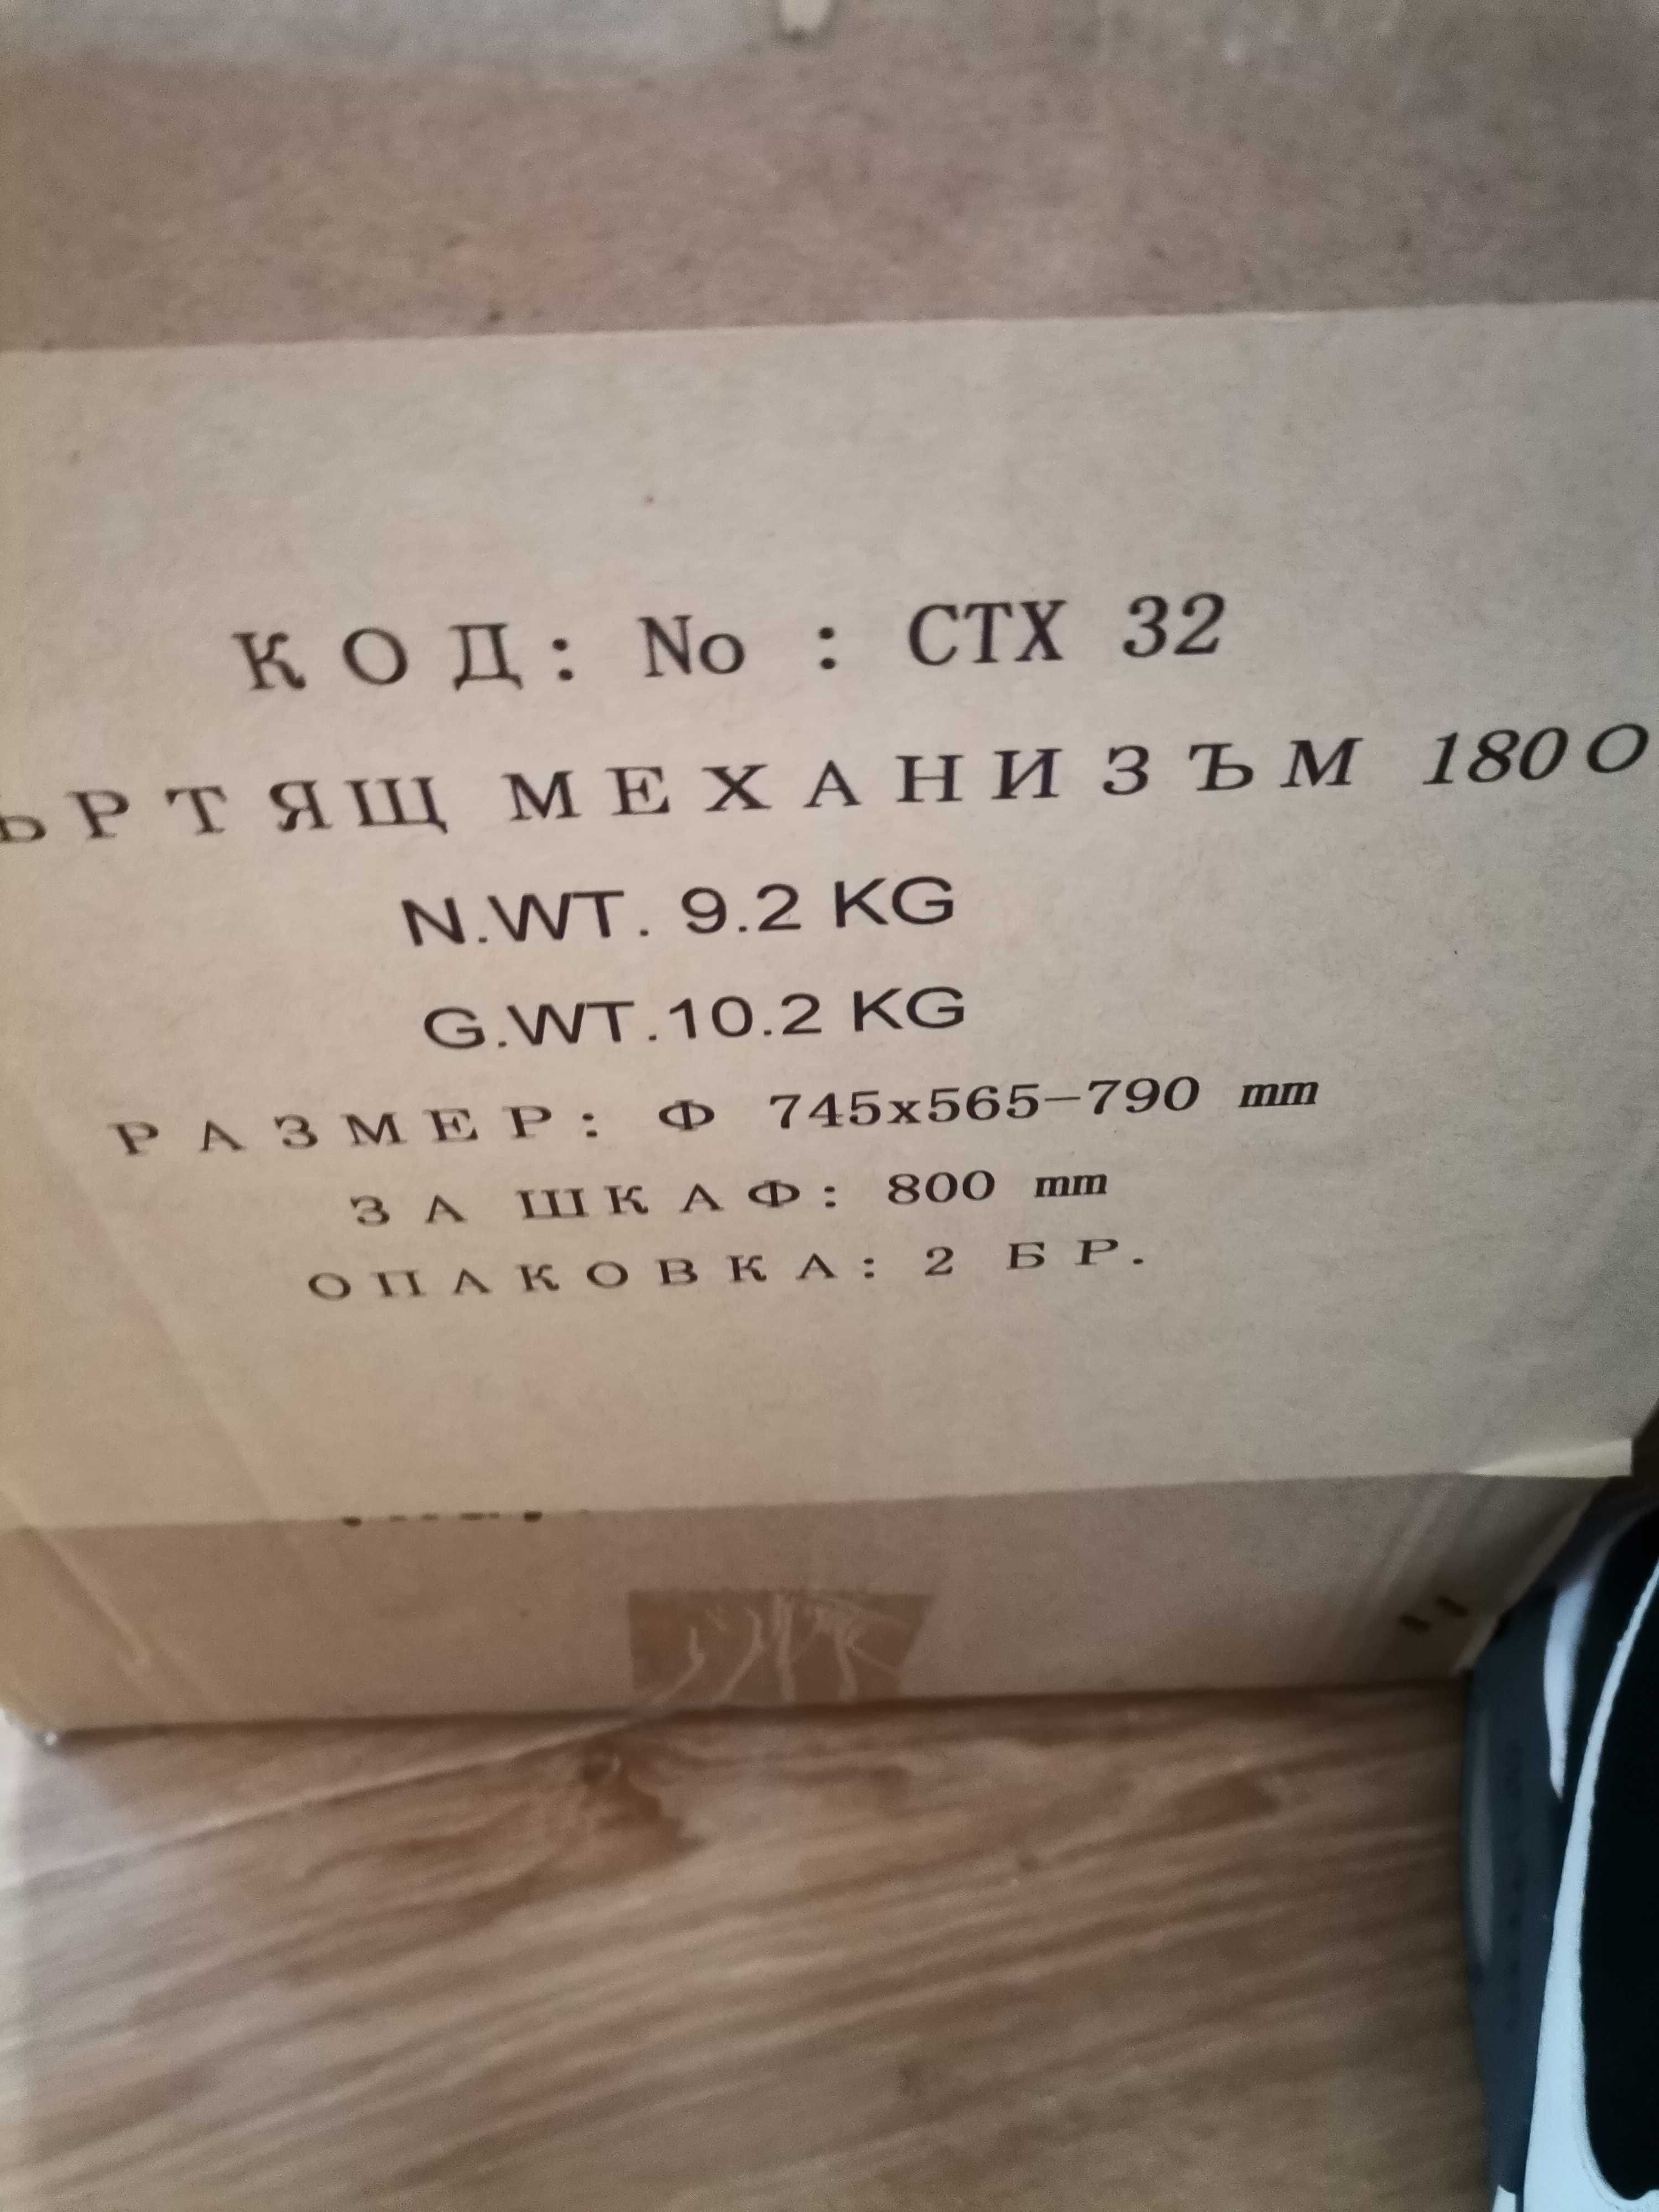 КОД: No : CTX 32
ЪРТЯЩ МЕХАНИЗЪМ 180О
N.WT. 9.2 KG
G.WT.10.2 KG
РАЗМЕР: Ф 745x565-790 mm
ЗА ШКАФ: 800 mm
ОПАКОВКА: 2 БР.